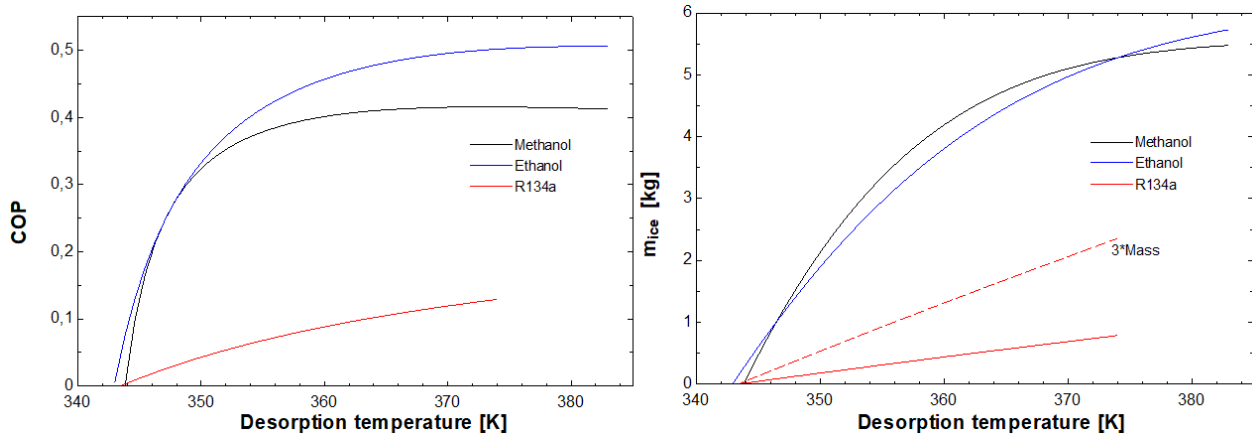 0,5
0,4
0,3
0,2
0,1
0
COP
340
350
360
370
380
Desorption temperature [K]
Methanol
Ethanol
R134a
6
5
4
3
2
1
0
m_ice [kg]
340
350
360
370
380
Desorption temperature [K]
Methanol
Ethanol
R134a
3*Mass